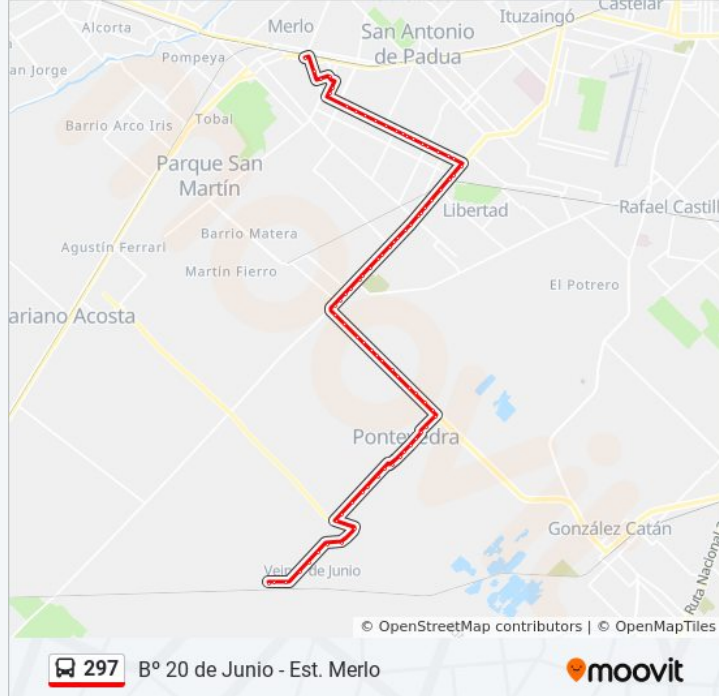 Castelar
Ituzaingó
Alcorta
Merlo
San Antonio
de Padua
Pompeya
an Jorge
Tobal
Barrio Arco Iris
Parque San
Martín
Rafael Castill
Libertad
Barrio Matera
Agustín Ferrari
Martín Fierro
El Potrero
ariano Acosta
Pontevedra
González Catán
Veinte de Junio
Ruta Nacional
© OpenStreetMap contributors | © OpenMapTiles
297 Bº 20 de Junio - Est. Merlo
moovit